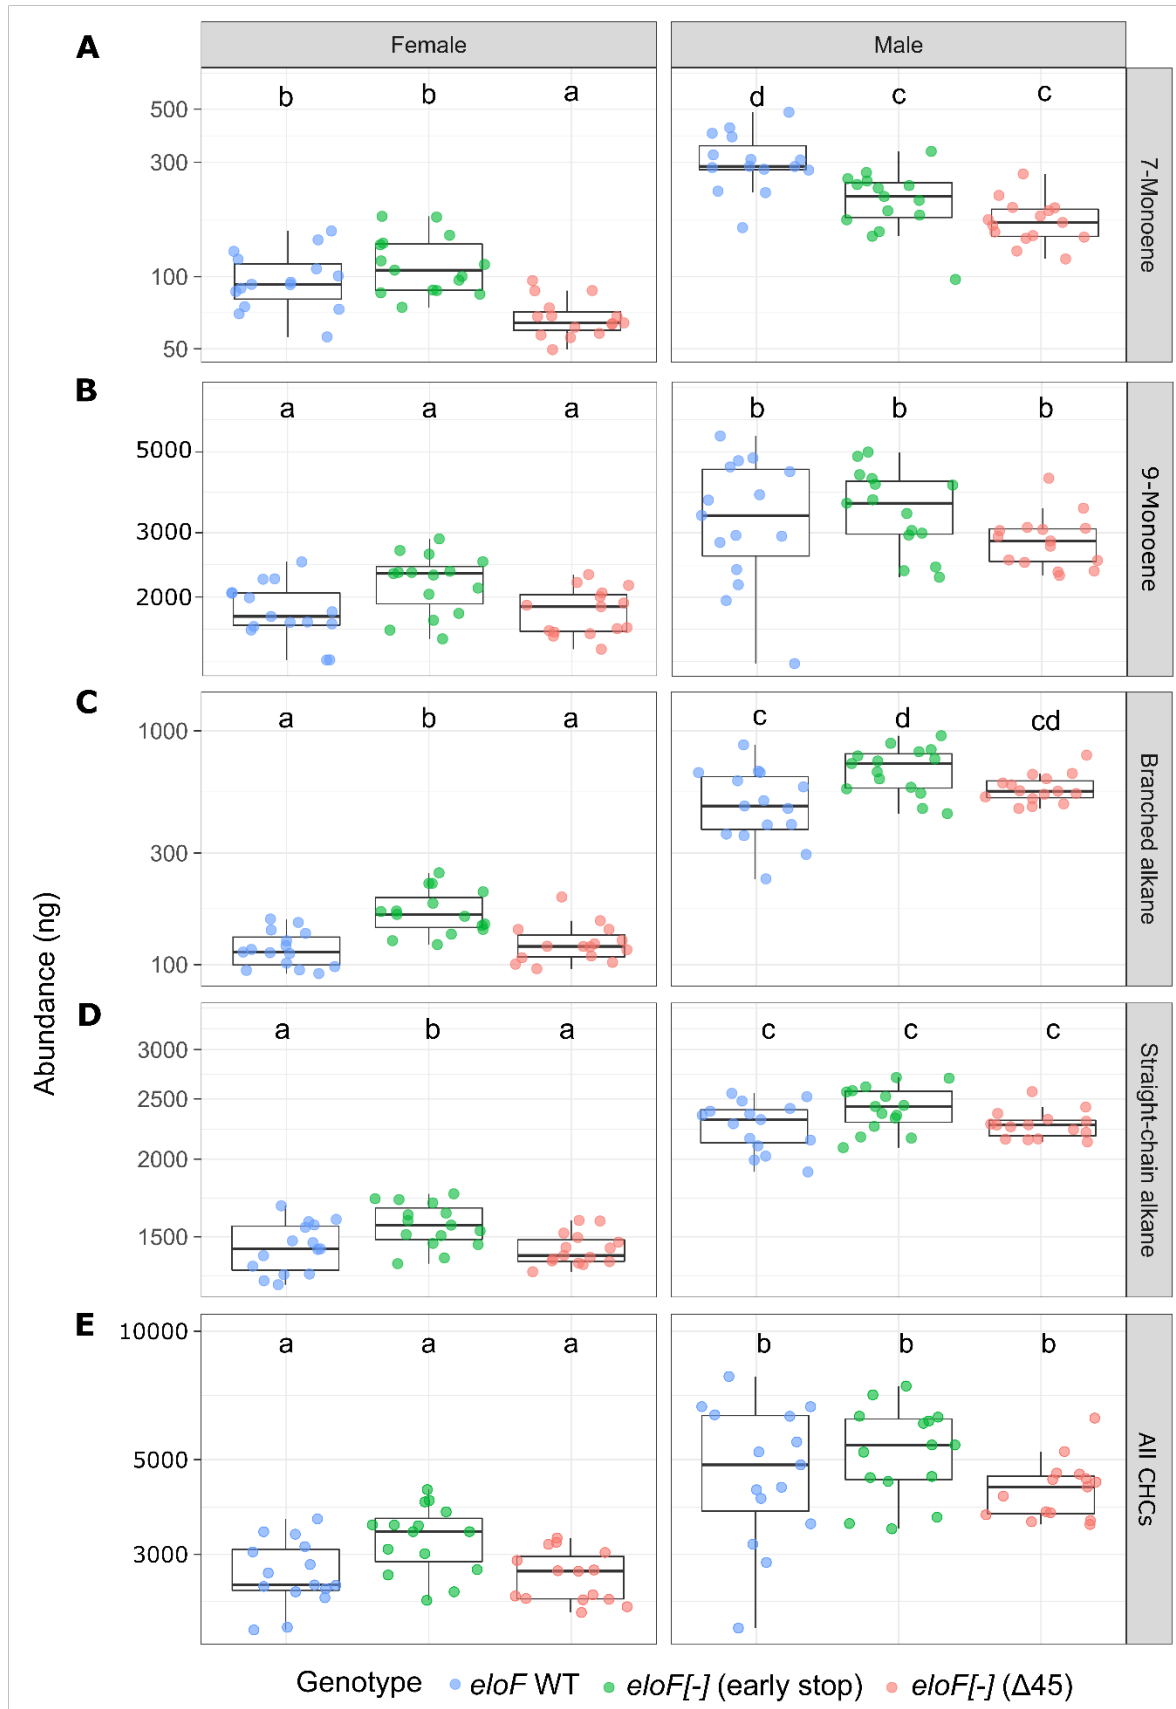 A
Female
Male
b b a
d c c
500
300
100
50
7-Monoene
B
a a a
b b b
5000
3000
2000
9-Monoene
C
a b a
c d cd
1000
300
100
Branched alkane
Abundance (ng)
D
a b a
c c c
3000
2500
2000
1500
Straight-chain alkane
E
a a a
b b b
10000
5000
3000
All CHCs
Genotype eloF WT eloF[-] (early stop) eloF[-] (Δ45)